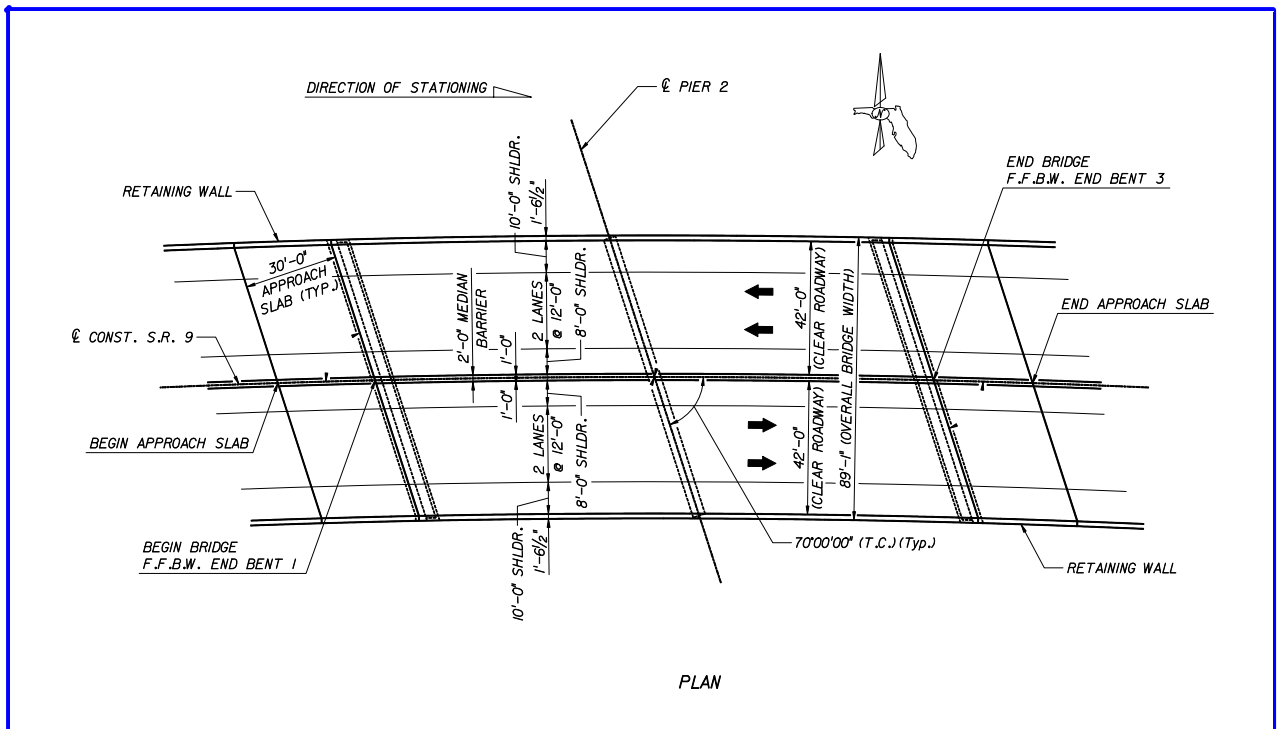 DIRECTION OF STATIONING
℄ PIER 2
N
END BRIDGE
F.F.B.W. END BENT 3
RETAINING WALL
10'-0" SHLDR.
1'-6½"
30'-0"
APPROACH
SLAB (TYP.)
2'-0" MEDIAN
BARRIER
1'-0"
2 LANES
@ 12'-0"
8'-0" SHLDR.
42'-0"
(CLEAR ROADWAY)
89'-1" (OVERALL BRIDGE WIDTH)
END APPROACH SLAB
℄ CONST. S.R. 9
1'-0"
2 LANES
@ 12'-0"
8'-0" SHLDR.
42'-0"
(CLEAR ROADWAY)
BEGIN APPROACH SLAB
BEGIN BRIDGE
F.F.B.W. END BENT 1
10'-0" SHLDR.
1'-6½"
70°00'00" (T.C.) (Typ.)
RETAINING WALL
PLAN